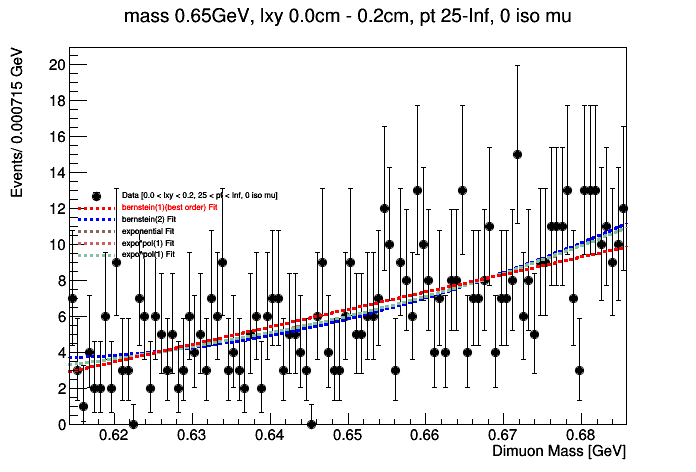 mass 0.65GeV, lxy 0.0cm - 0.2cm, pt 25-Inf, 0 iso mu
Events/ 0.000715 GeV
20
18
16
14
12
10
8
6
4
2
0
Data [0.0 < lxy < 0.2, 25 < pt < Inf, 0 iso mu]
bernstein(1)(best order) Fit
bernstein(2) Fit
exponential Fit
expo*pol(1) Fit
expo*pol(1) Fit
0.62 0.63 0.64 0.65 0.66 0.67 0.68
Dimuon Mass [GeV]